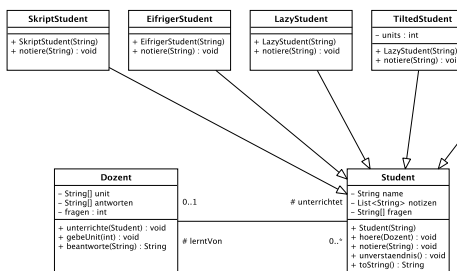 SkriptStudent
+ SkriptStudent(String)
+ notiere(String) : void
EifrigerStudent
+ EifrigerStudent(String)
+ notiere(String) : void
LazyStudent
+ LazyStudent(String)
+ notiere(String) : void
TiltedStudent
– units : int
+ LazyStudent(String)
+ notiere(String) : voi
Dozent
– String[] unit
– String[] antworten
– fragen : int
+ unterrichte(Student) : void
+ gebeUnit(int) : void
+ beantworte(String) : String
0..1
# unterrichtet
# lerntVon
0..*
Student
– String name
– List<String> notizen
– String[] fragen
+ Student(String)
+ hoere(Dozent) : void
+ notiere(String) : void
+ unverstaendnis() : void
+ toString() : String